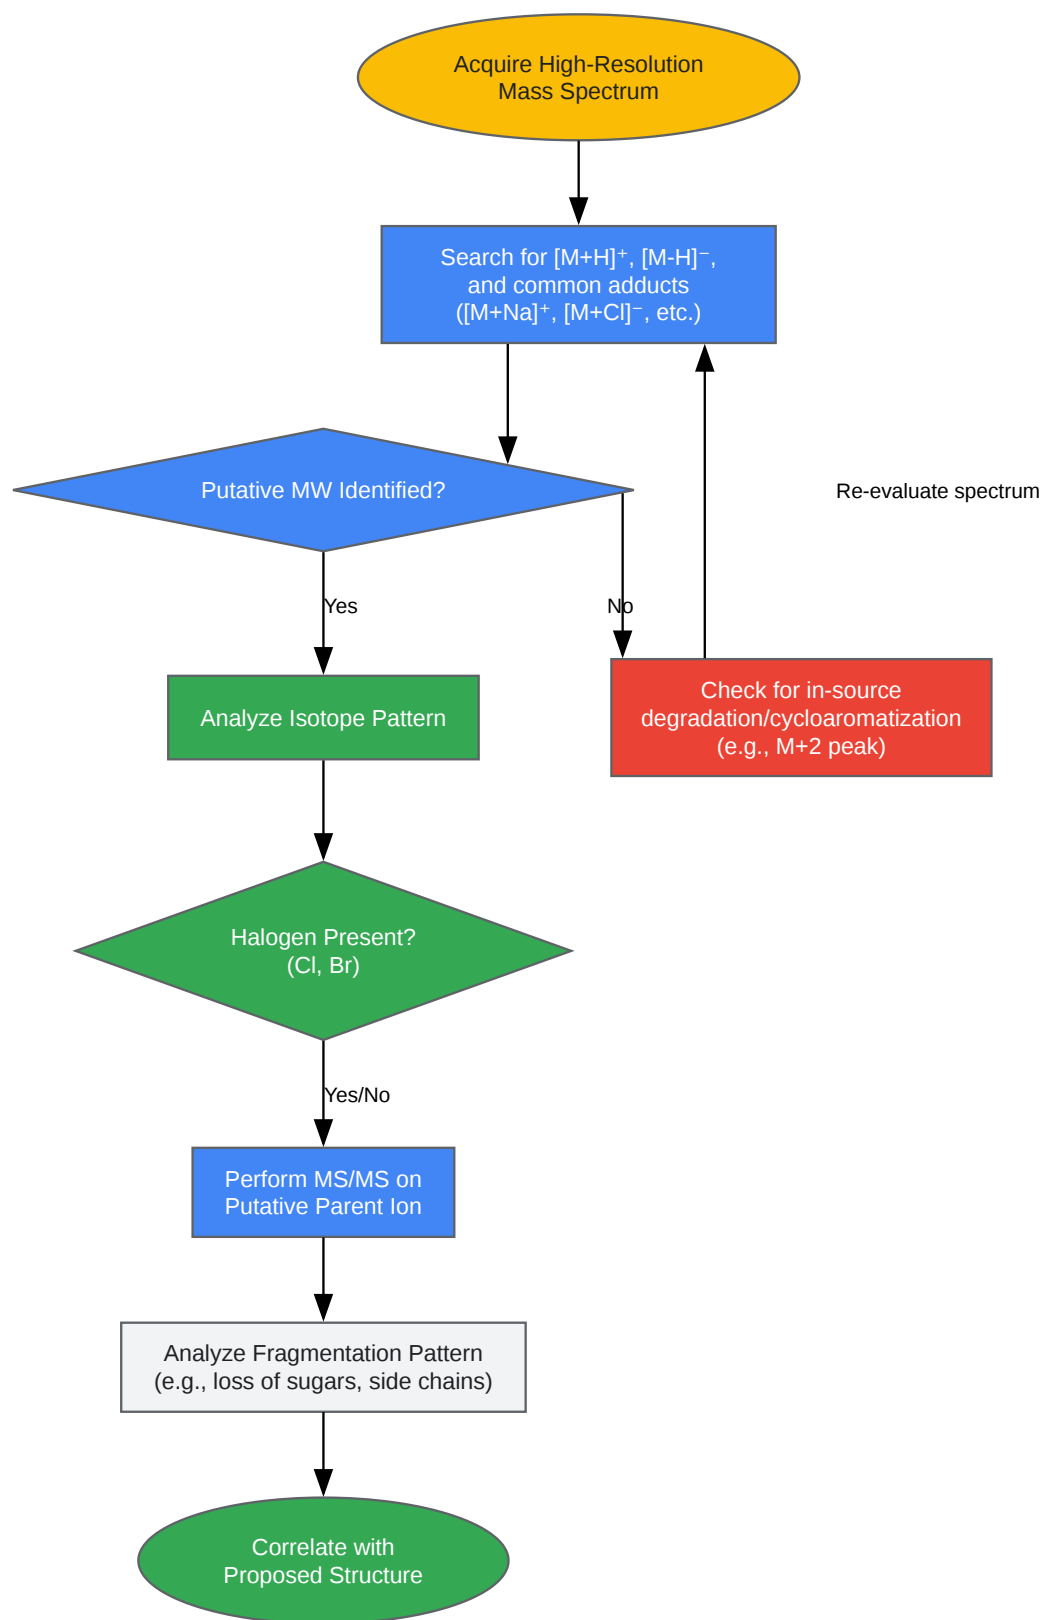 Acquire High-Resolution
Mass Spectrum
Search for [M+H]⁺, [M-H]⁻,
and common adducts
([M+Na]⁺, [M+Cl]⁻, etc.)
Putative MW Identified?
Re-evaluate spectrum
Yes
No
Check for in-source
degradation/cycloaromatization
(e.g., M+2 peak)
Analyze Isotope Pattern
Halogen Present?
(Cl, Br)
Yes/No
Perform MS/MS on
Putative Parent Ion
Analyze Fragmentation Pattern
(e.g., loss of sugars, side chains)
Correlate with
Proposed Structure